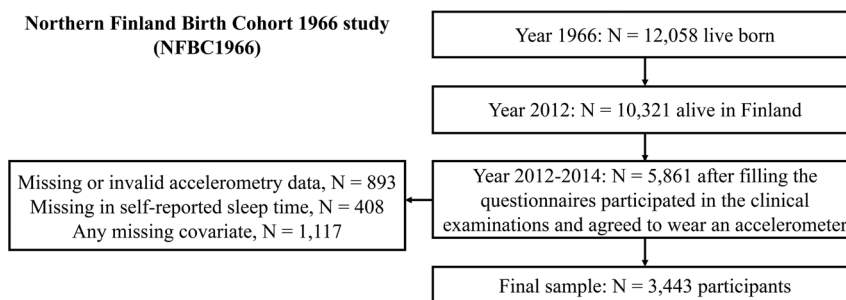 Northern Finland Birth Cohort 1966 study
(NFBC1966)
Year 1966: N = 12,058 live born
Year 2012: N = 10,321 alive in Finland
Missing or invalid accelerometry data, N = 893
Missing in self-reported sleep time, N = 408
Any missing covariate, N = 1,117
Year 2012-2014: N = 5,861 after filling the
questionnaires participated in the clinical
examinations and agreed to wear an accelerometer
Final sample: N = 3,443 participants